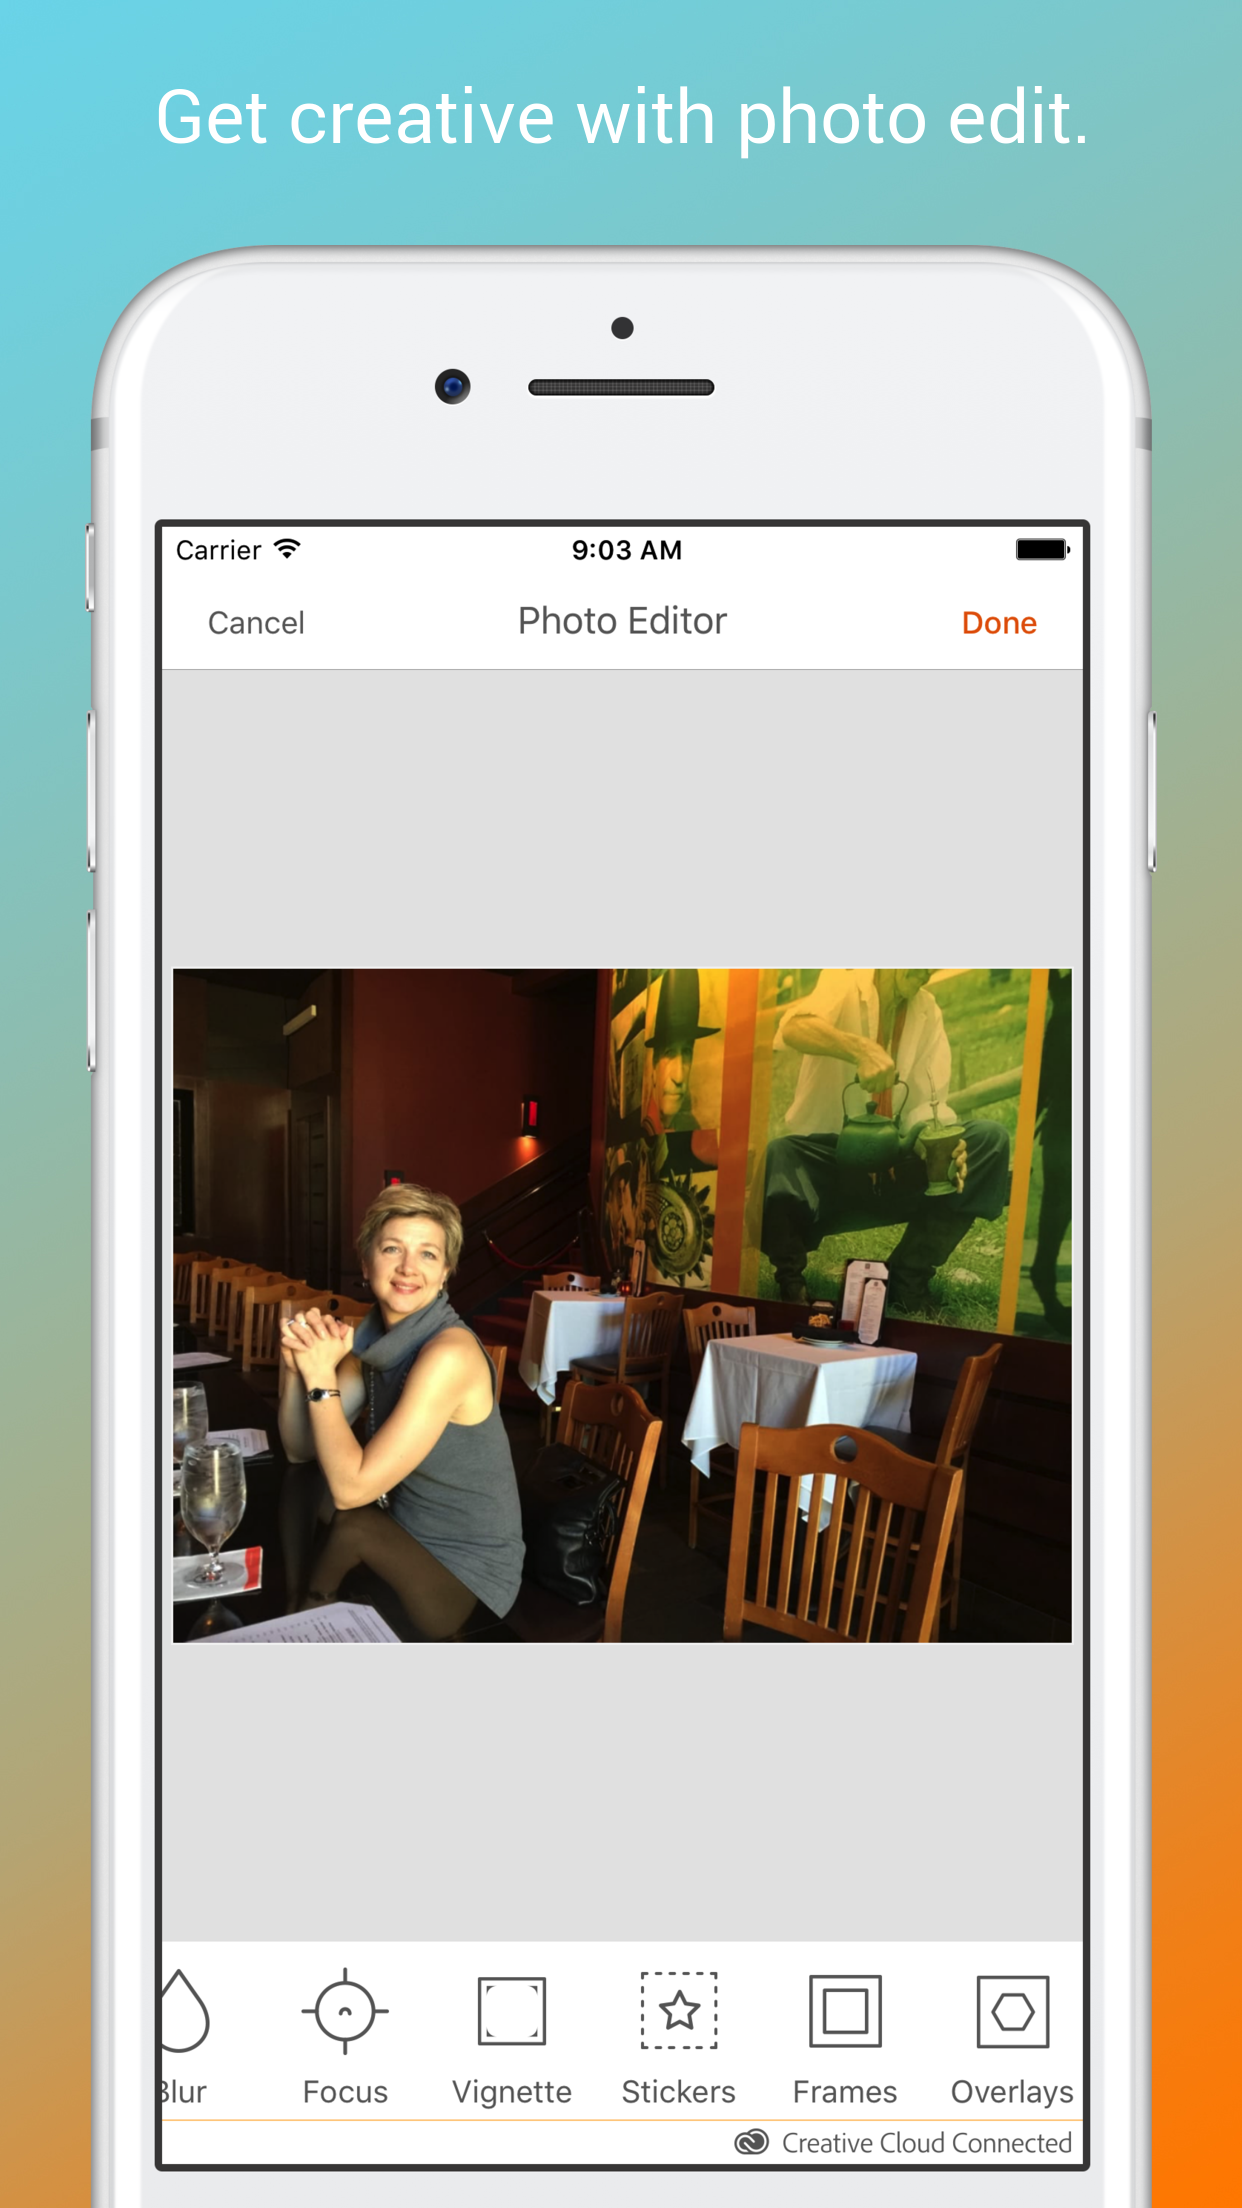 Get creative with photo edit.
Carrier 9:03 AM
Cancel Photo Editor Done
Blur Focus Vignette Stickers Frames Overlays
Creative Cloud Connected